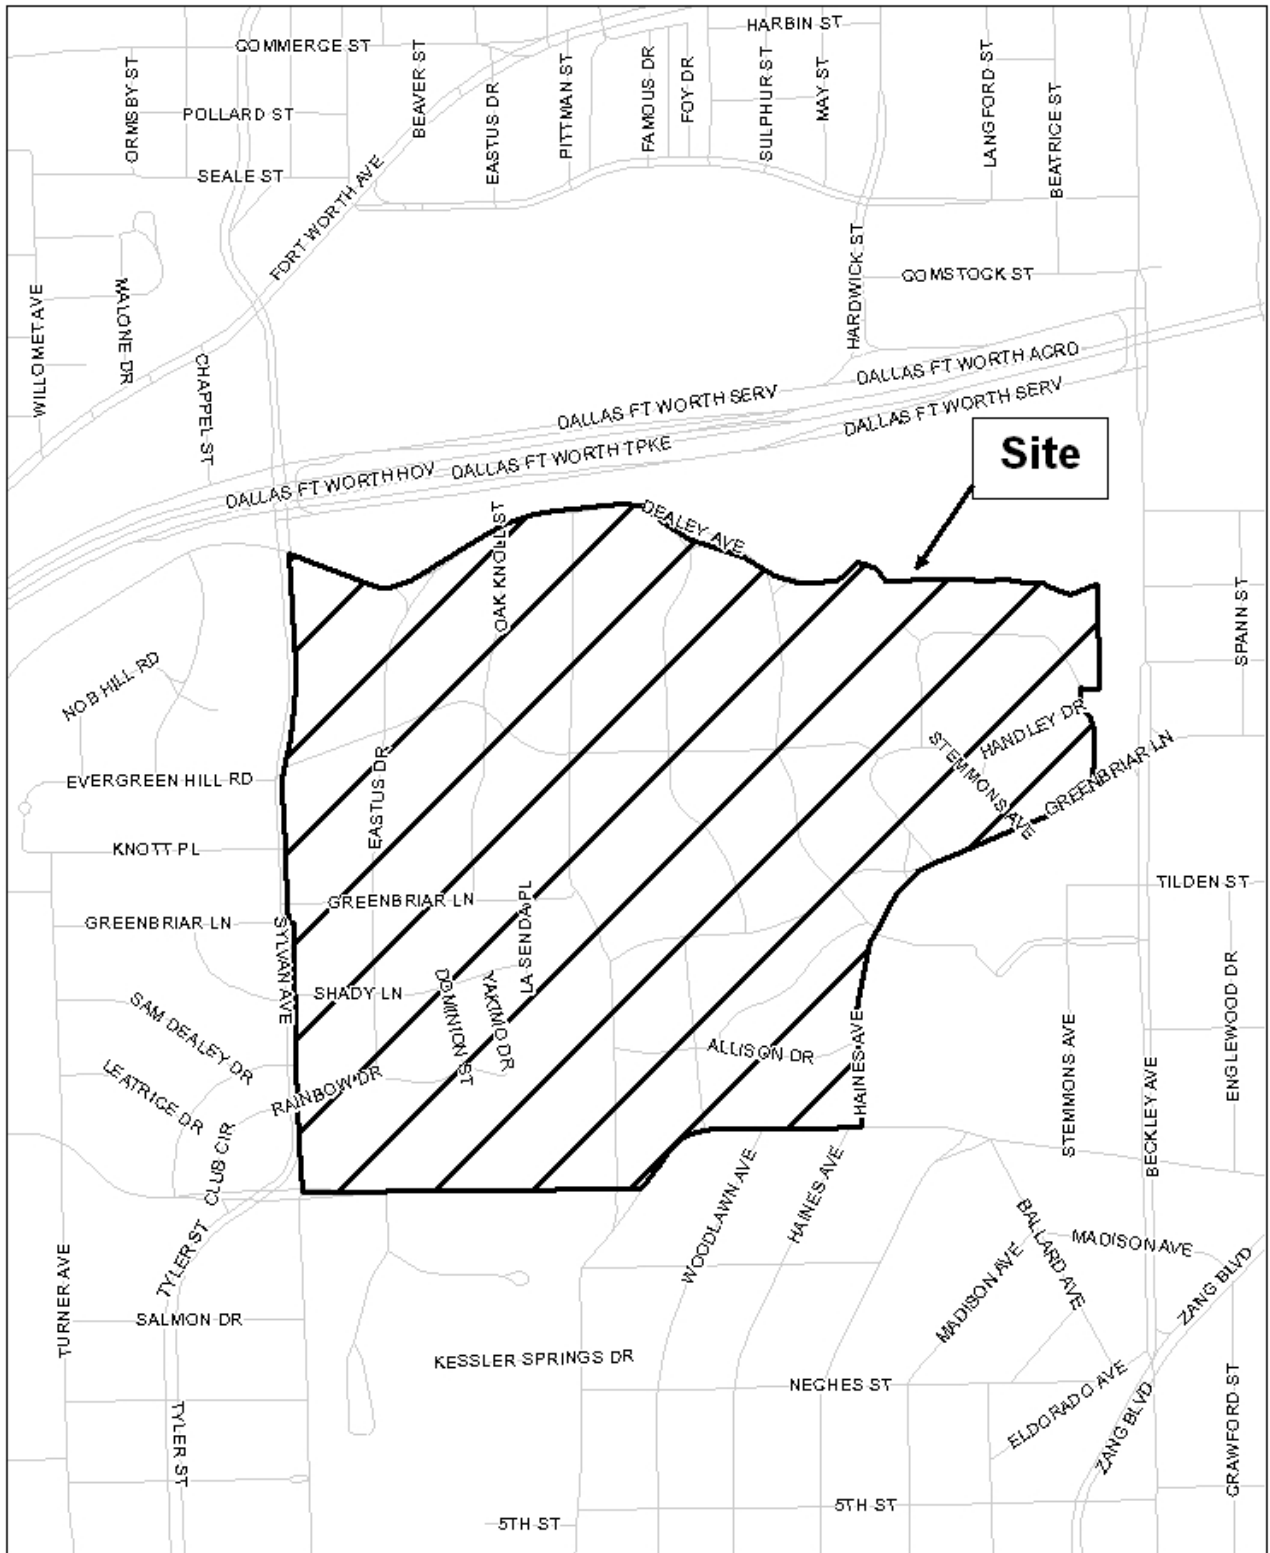 HARBIN ST
COMMERCE ST
ORMSBY ST
POLLARD ST
SEALE ST
BEAVER ST
EASTUS DR
PITTMAN ST
FAMOUS DR
FOY DR
SULPHUR ST
MAY ST
LANGFORD ST
BEATRICE ST
FORT WORTH AVE
WILLOMET AVE
MALONE DR
CHAPPEL ST
HARDWICK ST
COMSTOCK ST
DALLAS FT WORTH ACRD
DALLAS FT WORTH SERV
DALLAS FT WORTH SERV
DALLAS FT WORTH TPKE
DALLAS FT WORTH HOV
Site
DEALEY AVE
OAK KNOLL ST
SPANN ST
NOB HILL RD
HANDLEY DR
STEMMONS AVE
GREENBRIAR LN
EVERGREEN HILL RD
EASTUS DR
KNOTT PL
TILDEN ST
GREENBRIAR LN
GREENBRIAR LN
LA SENDA PL
SYLVAN AVE
SHADY LN
DOMINION ST
YAKIMO DR
SAM DEALEY DR
LEATRICE DR
RAINBOW DR
CLUB CIR
ALLISON DR
HAINES AVE
STEMMONS AVE
BECKLEY AVE
ENGLEWOOD DR
WOODLAWN AVE
HAINES AVE
TYLER ST
TURNER AVE
SALMON DR
KESSLER SPRINGS DR
MADISON AVE
BALLARD AVE
MADISON AVE
ZANG BLVD
NECHES ST
ELDORADO AVE
ZANG BLVD
CRAWFORD ST
TYLER ST
5TH ST
5TH ST